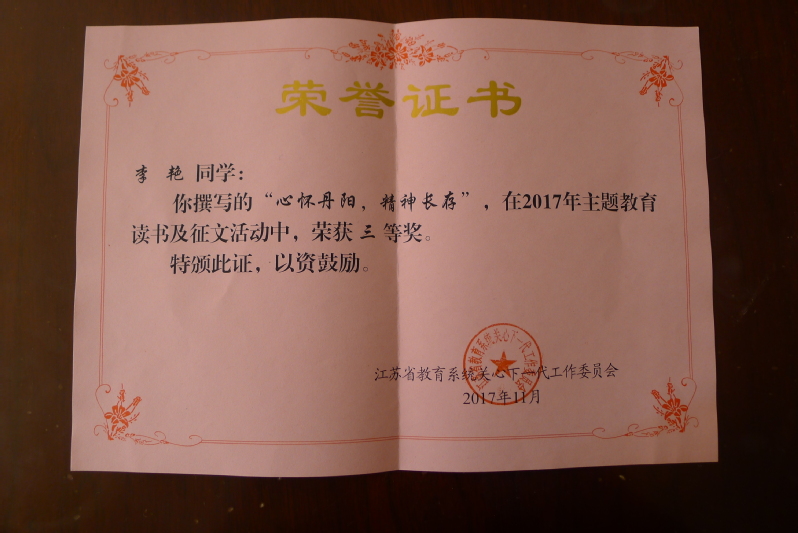 荣誉证书
李 艳 同学：
你撰写的“心怀丹阳，精神长存”，在2017年主题教育
读书及征文活动中，荣获 三 等奖。
特颁此证，以资鼓励。
江苏省教育系统关心下一代工作委员会
2017年11月